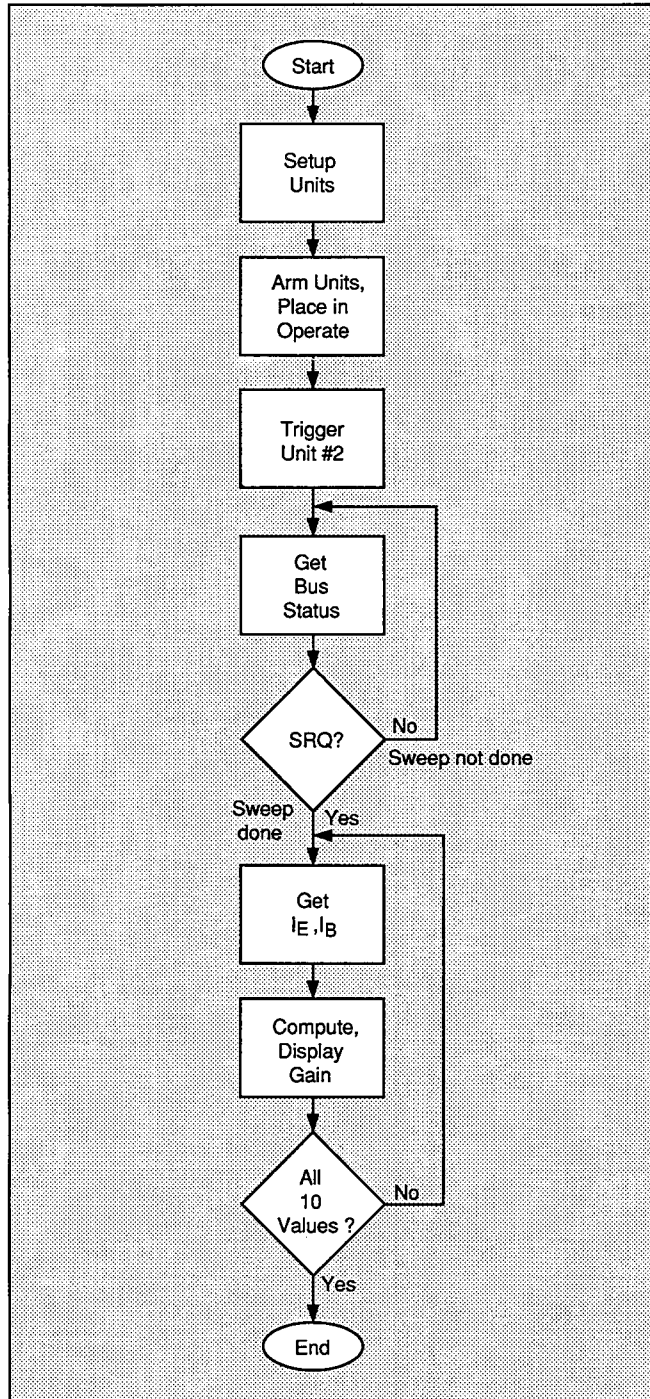 Start
Setup
Units
Arm Units,
Place in
Operate
Trigger
Unit #2
Get
Bus
Status
SRQ?
No
Sweep not done
Sweep
done
Yes
Get
IE ,IB
Compute,
Display
Gain
All
10
Values ?
No
Yes
End